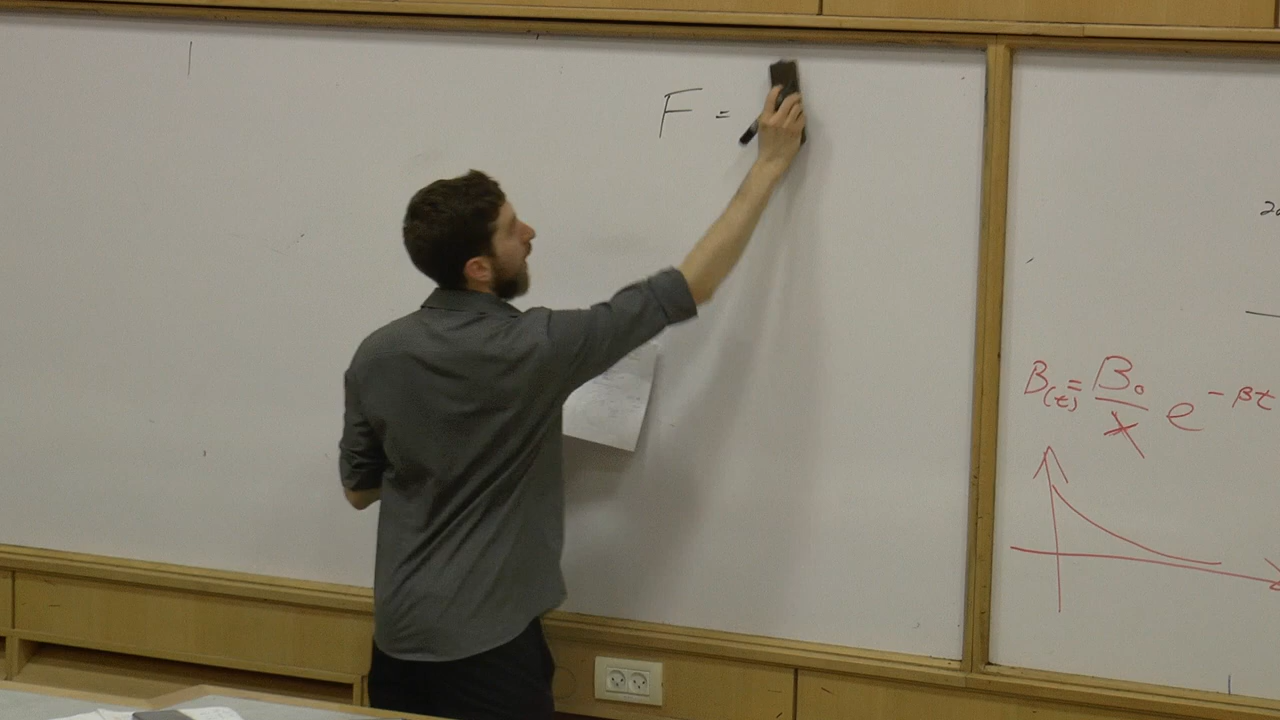 F =
B(t) = B₀/x e^{-βt}